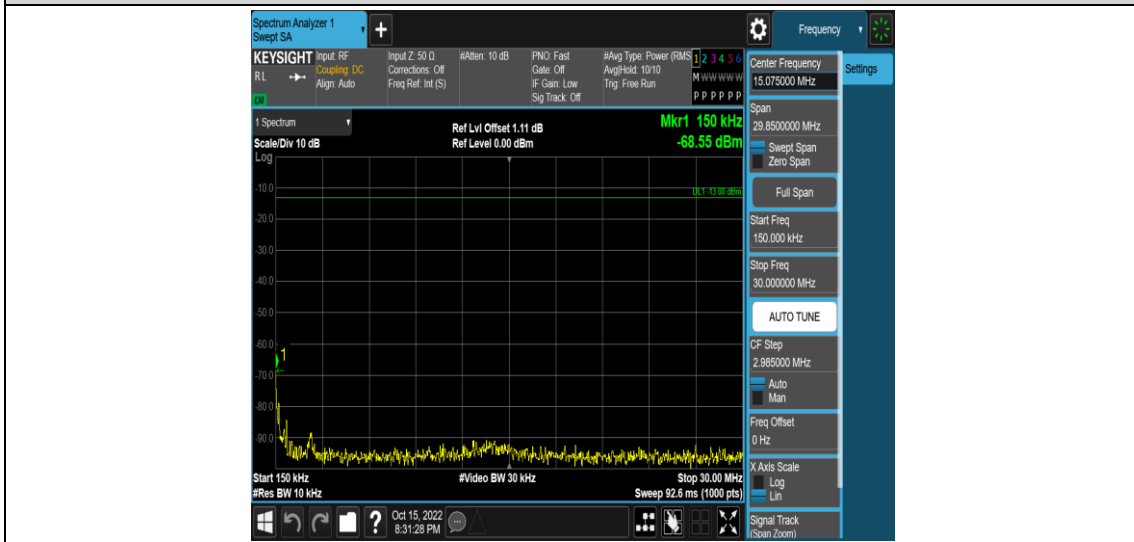 Spectrum Analyzer 1
Swept SA
+
Frequency
KEYSIGHT
RL
LXI
Input: RF
Coupling: DC
Align: Auto
Input Z: 50 Ω
Corrections: Off
Freq Ref: Int (S)
#Atten: 10 dB
PNO: Fast
Gate: Off
IF Gain: Low
Sig Track: Off
#Avg Type: Power (RMS
Avg|Hold: 10/10
Trig: Free Run
1 2 3 4 5 6
M W W W W W
P P P P P P
1 Spectrum
Scale/Div 10 dB
Log
Ref Lvl Offset 1.11 dB
Ref Level 0.00 dBm
Mkr1 150 kHz
-68.55 dBm
DL1 -13.00 dBm
-10.0
-20.0
-30.0
-40.0
-50.0
-60.0
1
-70.0
-80.0
-90.0
Start 150 kHz
#Video BW 30 kHz
Stop 30.00 MHz
#Res BW 10 kHz
Sweep 92.6 ms (1000 pts)
Center Frequency
15.075000 MHz
Settings
Span
29.8500000 MHz
Swept Span
Zero Span
Full Span
Start Freq
150.000 kHz
Stop Freq
30.000000 MHz
AUTO TUNE
CF Step
2.985000 MHz
Auto
Man
Freq Offset
0 Hz
X Axis Scale
Log
Lin
Signal Track
(Span Zoom)
?
Oct 15, 2022
8:31:28 PM